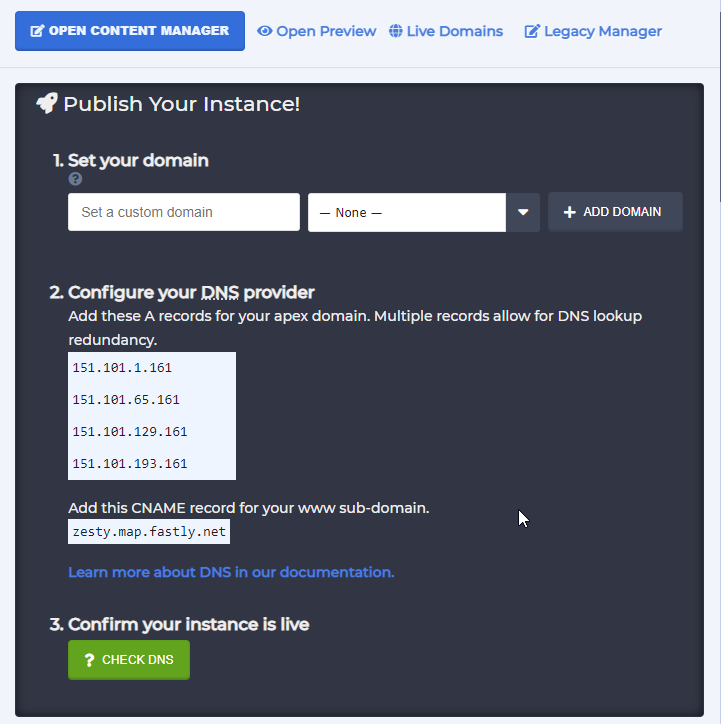 OPEN CONTENT MANAGER Open Preview Live Domains Legacy Manager
Publish Your Instance!
1. Set your domain
?
Set a custom domain — None — + ADD DOMAIN
2. Configure your DNS provider
Add these A records for your apex domain. Multiple records allow for DNS lookup
redundancy.
151.101.1.161
151.101.65.161
151.101.129.161
151.101.193.161
Add this CNAME record for your www sub-domain.
zesty.map.fastly.net
Learn more about DNS in our documentation.
3. Confirm your instance is live
? CHECK DNS